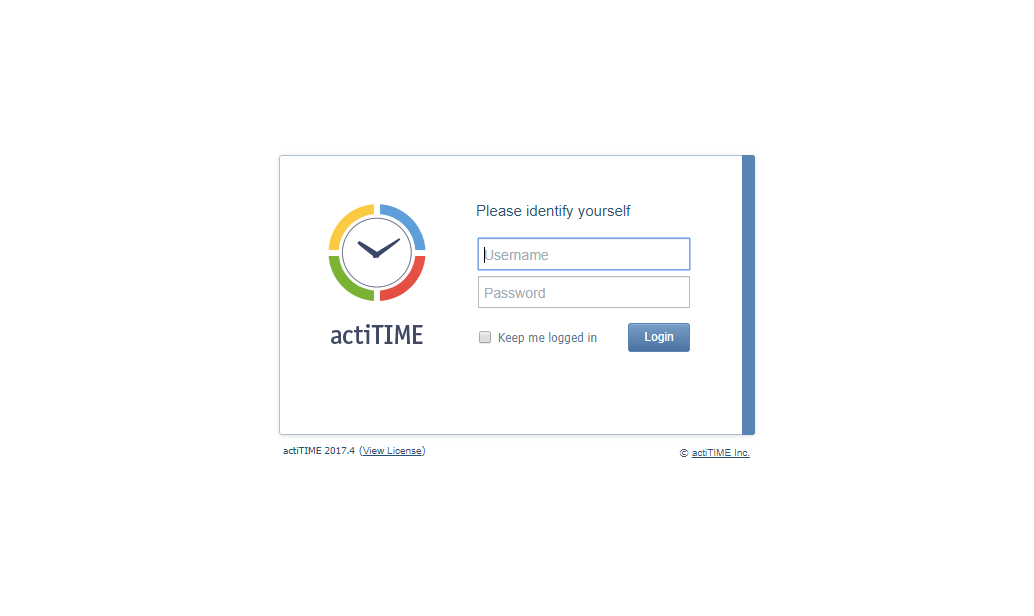 Please identify yourself
Username
Password
Keep me logged in
Login
actiTIME
actiTIME 2017.4 (View License)
© actiTIME Inc.